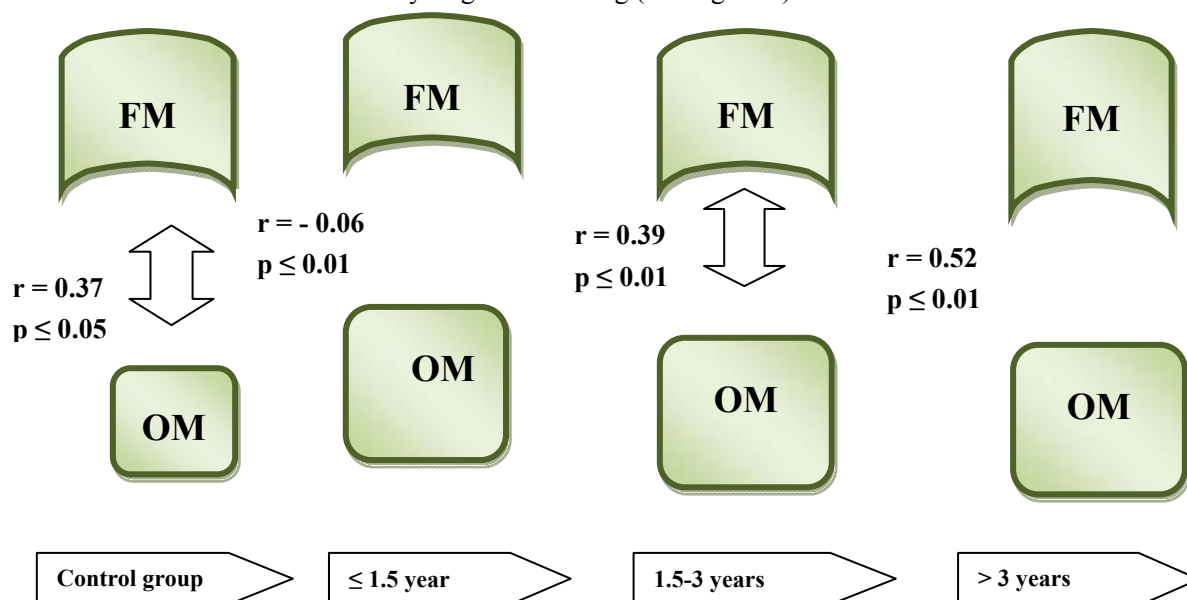 FM
FM
FM
FM
r = 0.37
p ≤ 0.05
r = - 0.06
p ≤ 0.01
r = 0.39
p ≤ 0.01
r = 0.52
p ≤ 0.01
OM
OM
OM
OM
Control group
≤ 1.5 year
1.5-3 years
> 3 years